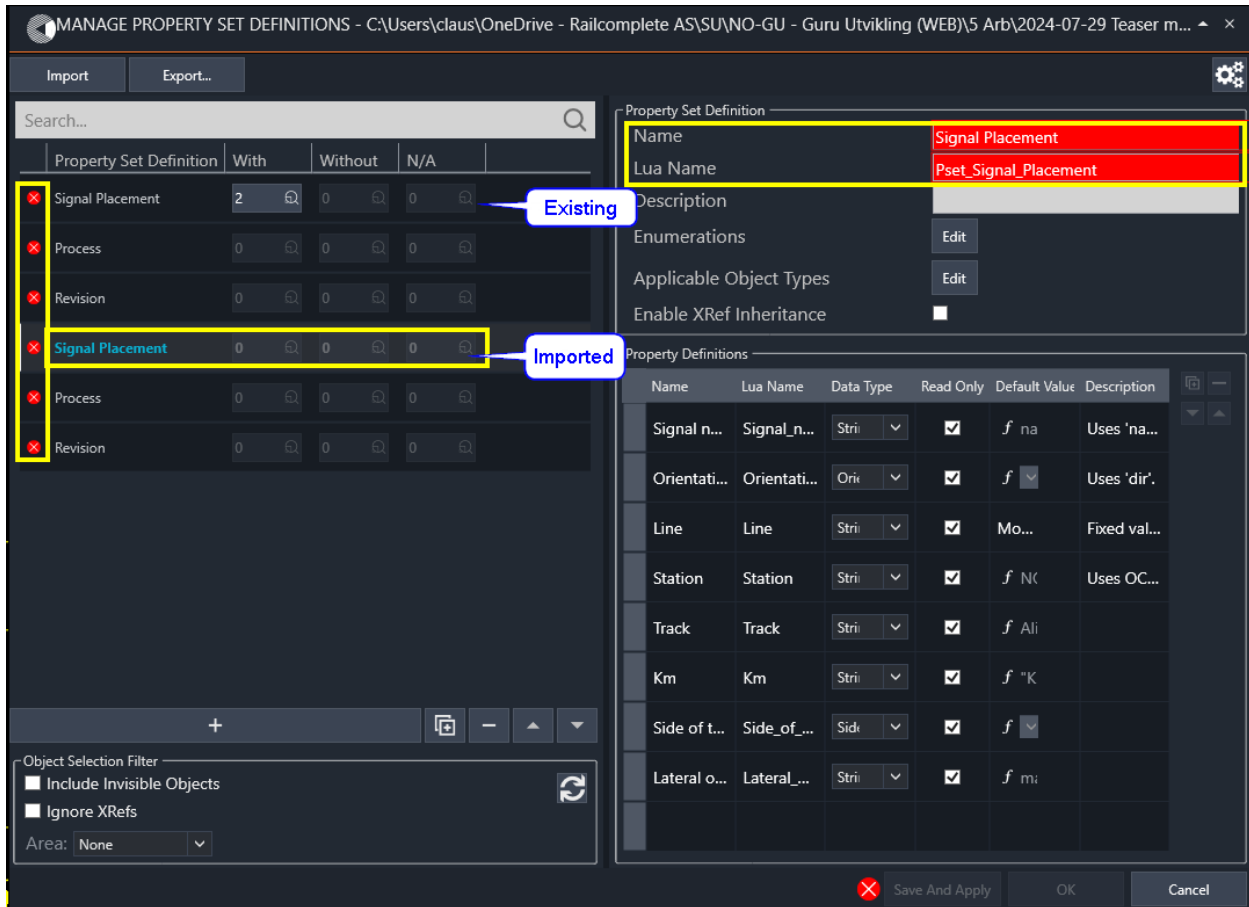 MANAGE PROPERTY SET DEFINITIONS - C:\Users\claus\OneDrive - Railcomplete AS\SU\NO-GU - Guru Utvikling (WEB)\5 Arb\2024-07-29 Teaser m...
Import Export...
Search...
Property Set Definition With Without N/A
Signal Placement 2 0 0
Existing
Process 0 0 0
Revision 0 0 0
Signal Placement 0 0 0
Imported
Process 0 0 0
Revision 0 0 0
+
Object Selection Filter
Include Invisible Objects
Ignore XRefs
Area: None
Property Set Definition
Name Signal Placement
Lua Name Pset_Signal_Placement
Description
Enumerations Edit
Applicable Object Types Edit
Enable XRef Inheritance
Property Definitions
Name Lua Name Data Type Read Only Default Value Description
Signal n... Signal_n... Stri f na Uses 'na...
Orientati... Orientati... Orie f Uses 'dir'.
Line Line Stri Mo... Fixed val...
Station Station Stri f NO Uses OC...
Track Track Stri f Ali
Km Km Stri f "K
Side of t... Side_of_... Side f
Lateral o... Lateral_... Stri f ma
Save And Apply OK Cancel